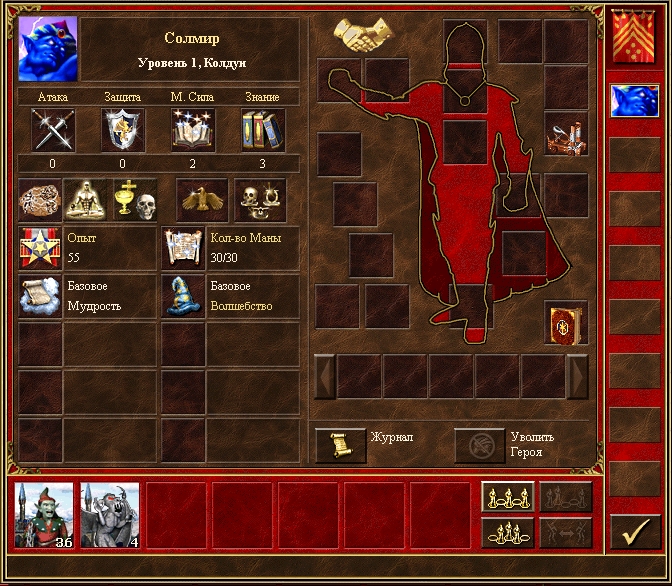 Солмир
Уровень 1, Колдун
Атака Защита М. Сила Знание
0 0 2 3
Опыт
55
Кол-во Маны
30/30
Базовое
Мудрость
Базовое
Волшебство
Журнал
Уволить
Героя
36
4